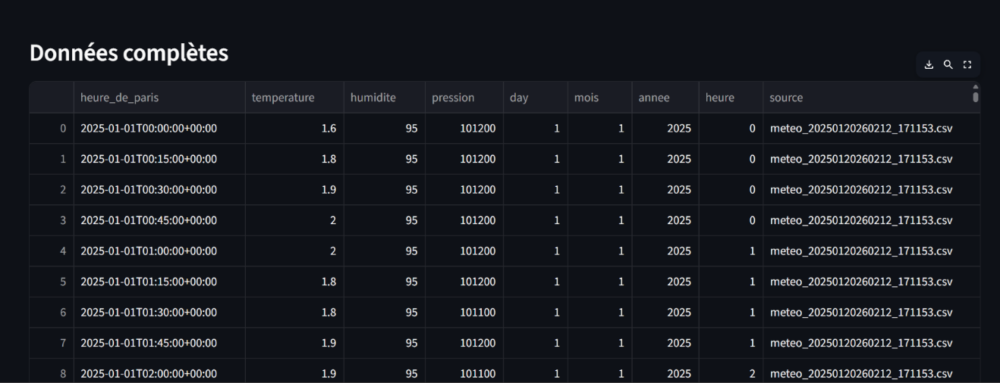 Données complètes
heure_de_paris temperature humidite pression day mois annee heure source
0 2025-01-01T00:00:00+00:00 1.6 95 101200 1 1 2025 0 meteo_20250120260212_171153.csv
1 2025-01-01T00:15:00+00:00 1.8 95 101200 1 1 2025 0 meteo_20250120260212_171153.csv
2 2025-01-01T00:30:00+00:00 1.9 95 101200 1 1 2025 0 meteo_20250120260212_171153.csv
3 2025-01-01T00:45:00+00:00 2 95 101200 1 1 2025 0 meteo_20250120260212_171153.csv
4 2025-01-01T01:00:00+00:00 2 95 101200 1 1 2025 1 meteo_20250120260212_171153.csv
5 2025-01-01T01:15:00+00:00 1.8 95 101200 1 1 2025 1 meteo_20250120260212_171153.csv
6 2025-01-01T01:30:00+00:00 1.8 95 101100 1 1 2025 1 meteo_20250120260212_171153.csv
7 2025-01-01T01:45:00+00:00 1.9 95 101200 1 1 2025 1 meteo_20250120260212_171153.csv
8 2025-01-01T02:00:00+00:00 1.9 95 101100 1 1 2025 2 meteo_20250120260212_171153.csv